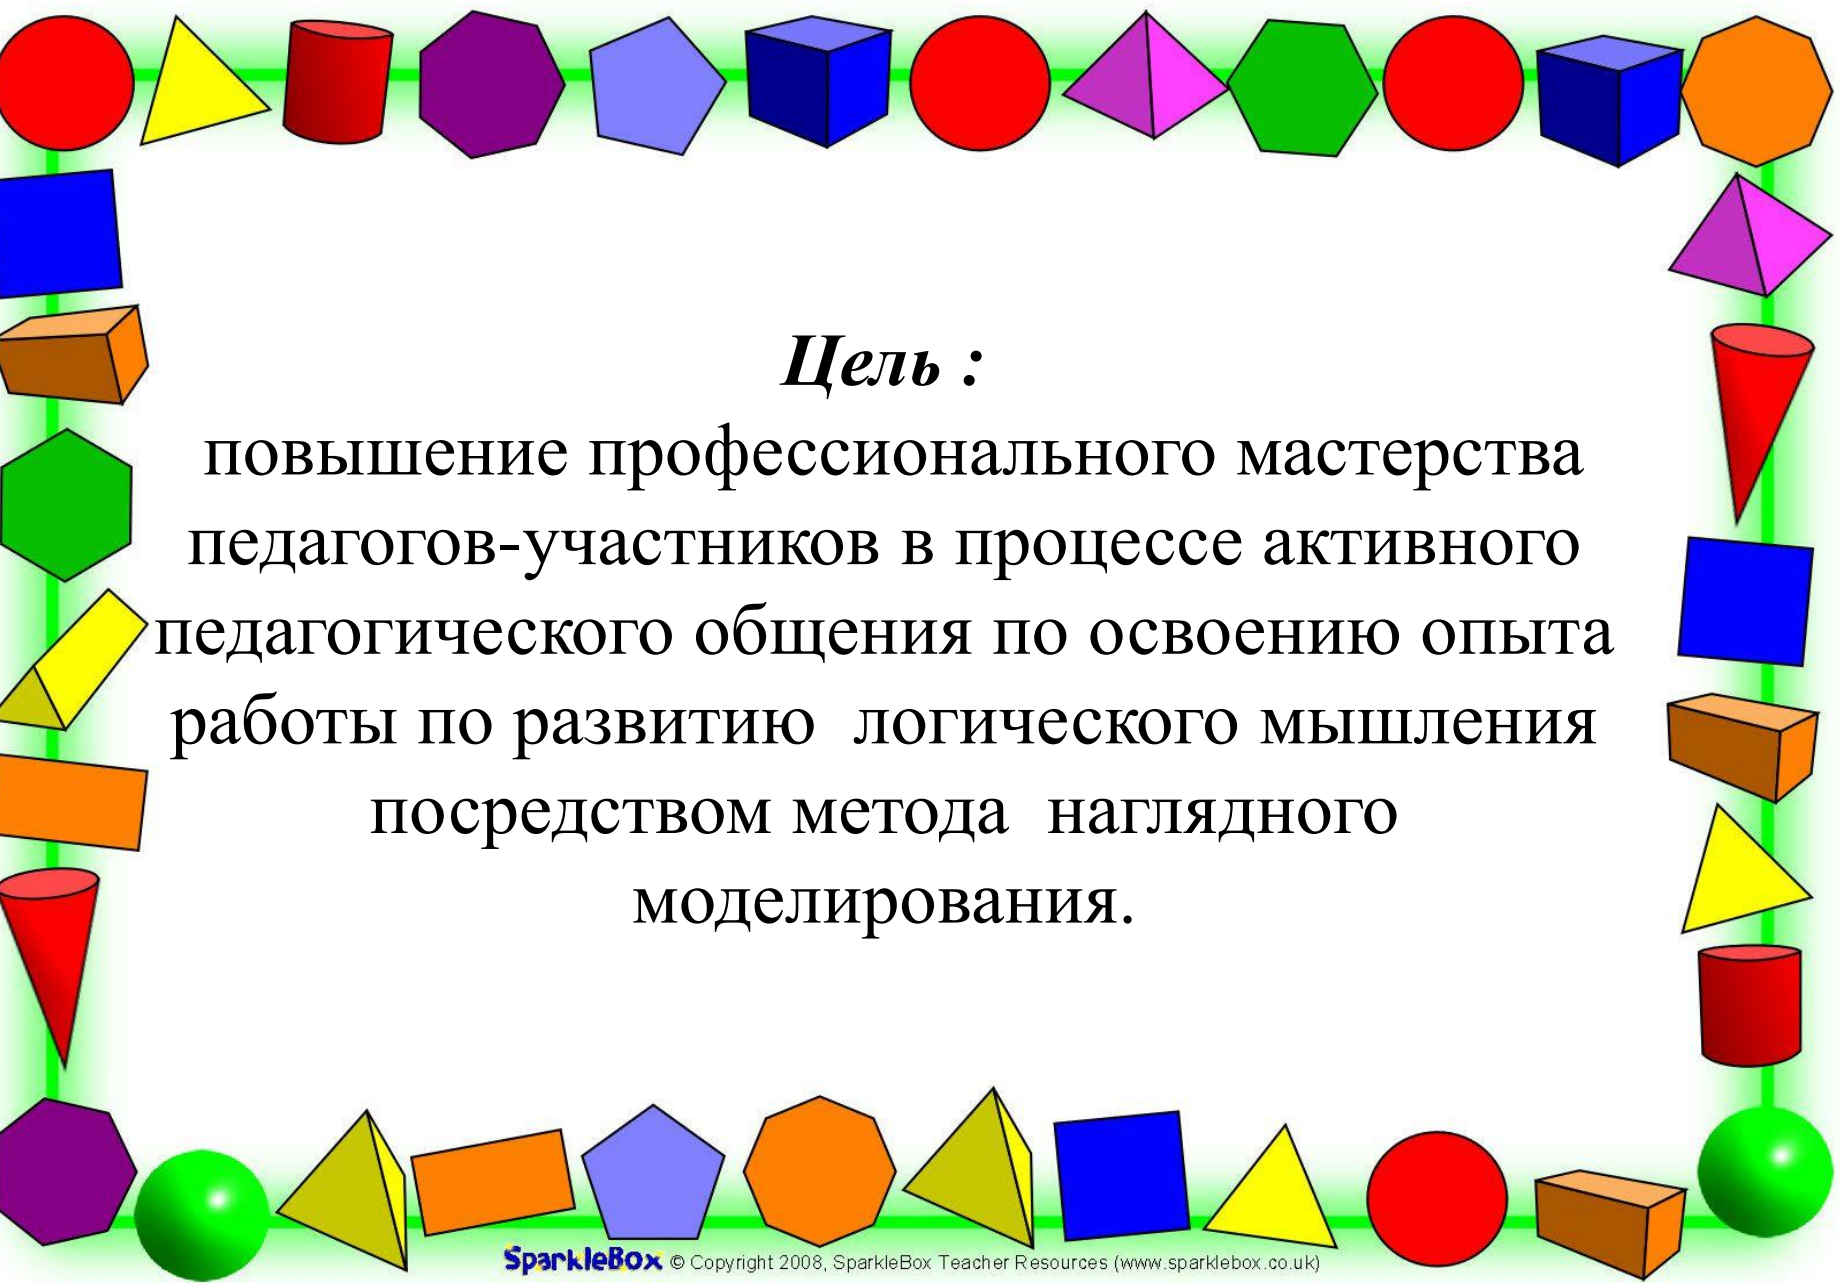 Цель :
повышение профессионального мастерства
педагогов-участников в процессе активного
педагогического общения по освоению опыта
работы по развитию  логического мышления
посредством метода  наглядного
моделирования.
SparkleBox © Copyright 2008, SparkleBox Teacher Resources (www.sparklebox.co.uk)